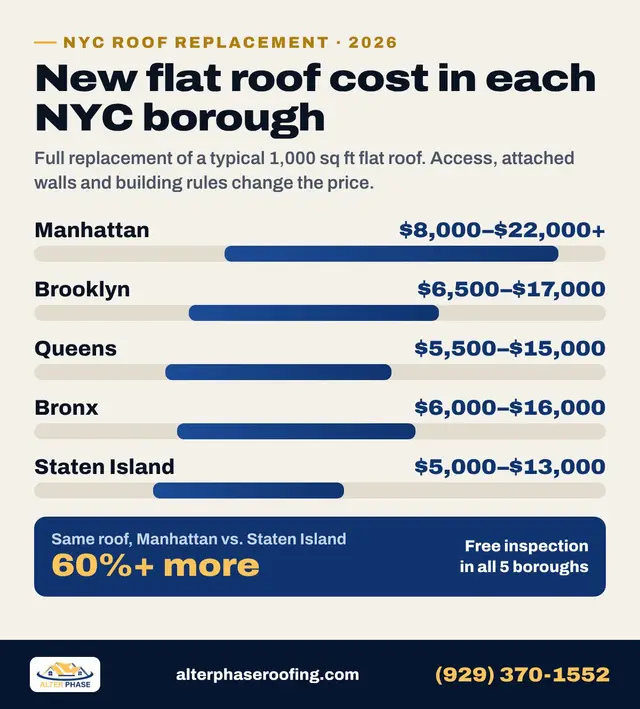 NYC ROOF REPLACEMENT · 2026
New flat roof cost in each
NYC borough
Full replacement of a typical 1,000 sq ft flat roof. Access, attached
walls and building rules change the price.
Manhattan $8,000–$22,000+
Brooklyn $6,500–$17,000
Queens $5,500–$15,000
Bronx $6,000–$16,000
Staten Island $5,000–$13,000
Same roof, Manhattan vs. Staten Island
60%+ more
Free inspection
in all 5 boroughs
ALTER PHASE
alterphaseroofing.com
(929) 370-1552